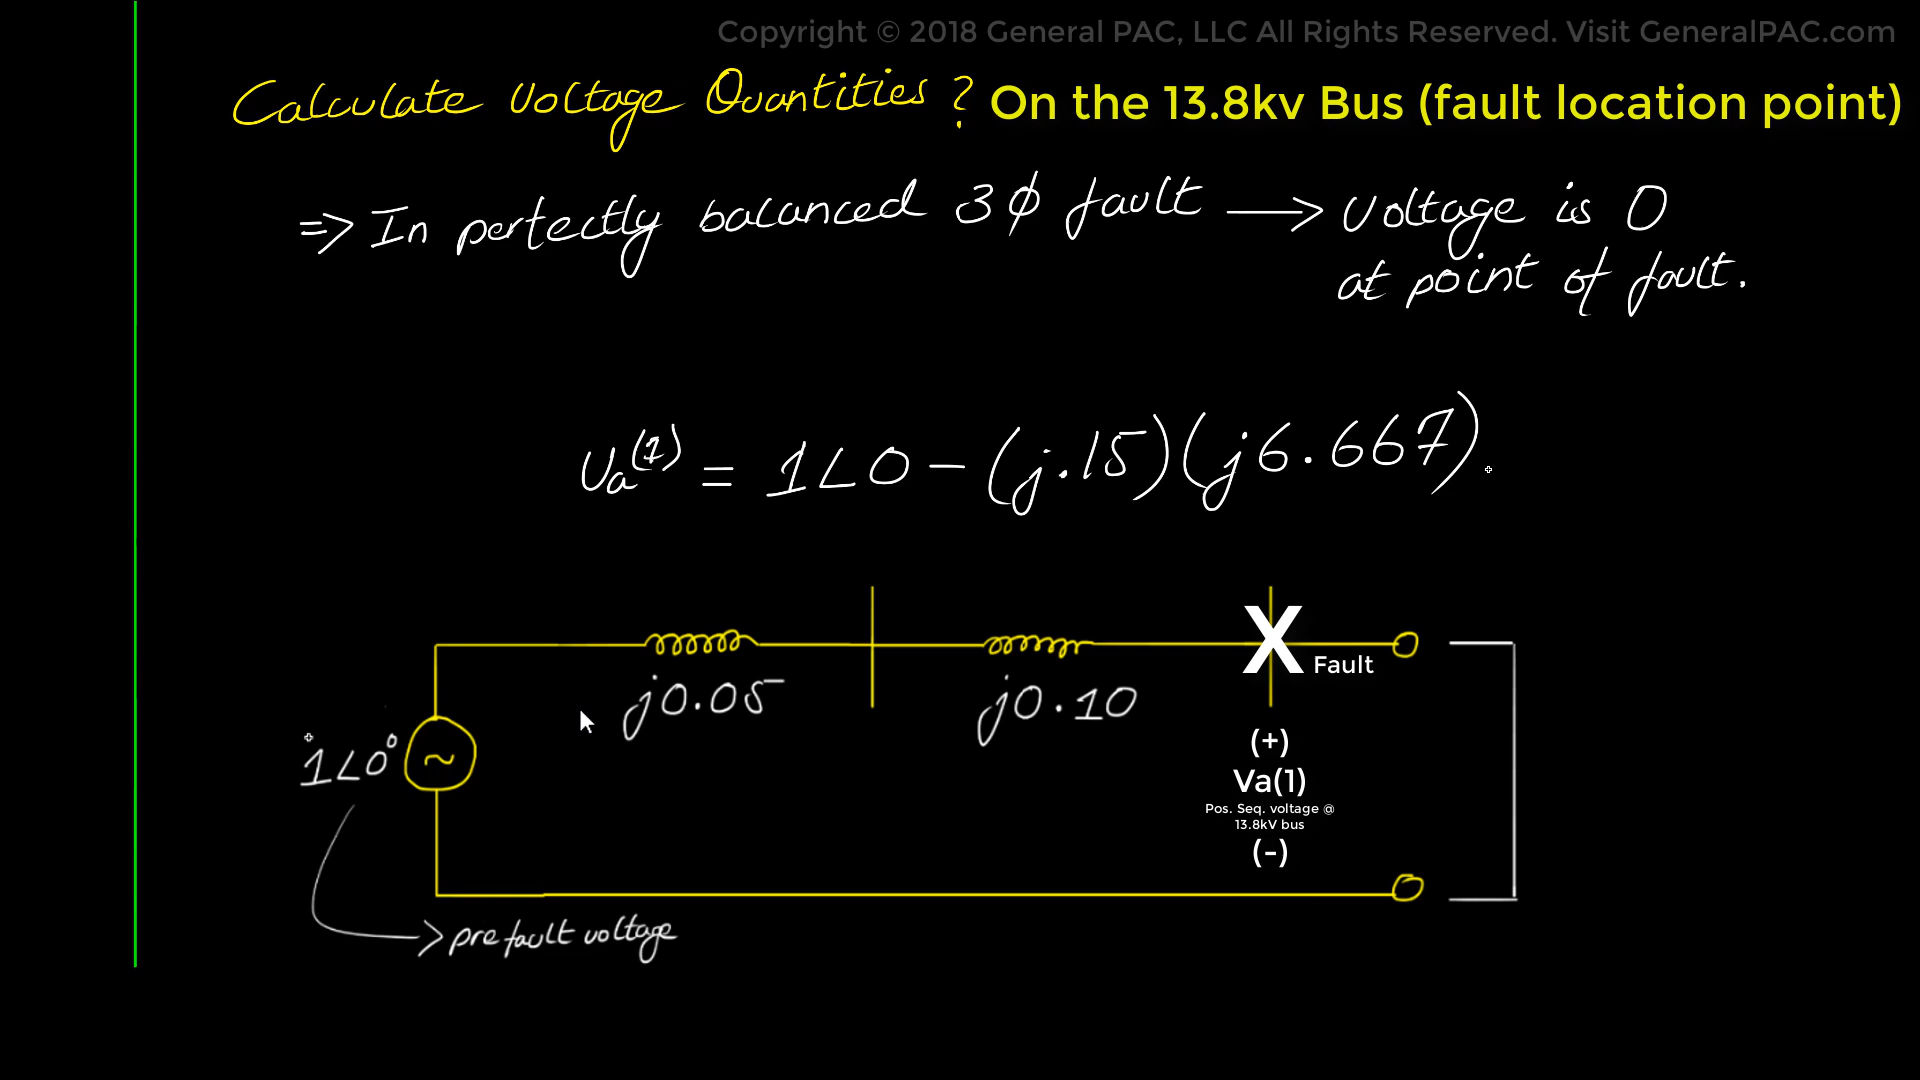 Copyright © 2018 General PAC, LLC All Rights Reserved. Visit GeneralPAC.com
Calculate Voltage Quantities? On the 13.8kv Bus (fault location point)
=> In perfectly balanced 3ϕ fault → Voltage is 0
at point of fault.
Va(1) = 1∠0 - (j.15)(j6.667).
Fault
j0.05
j0.10
(+)
1∠0°
Va(1)
Pos. Seq. voltage @
13.8kV bus
(-)
> prefault voltage